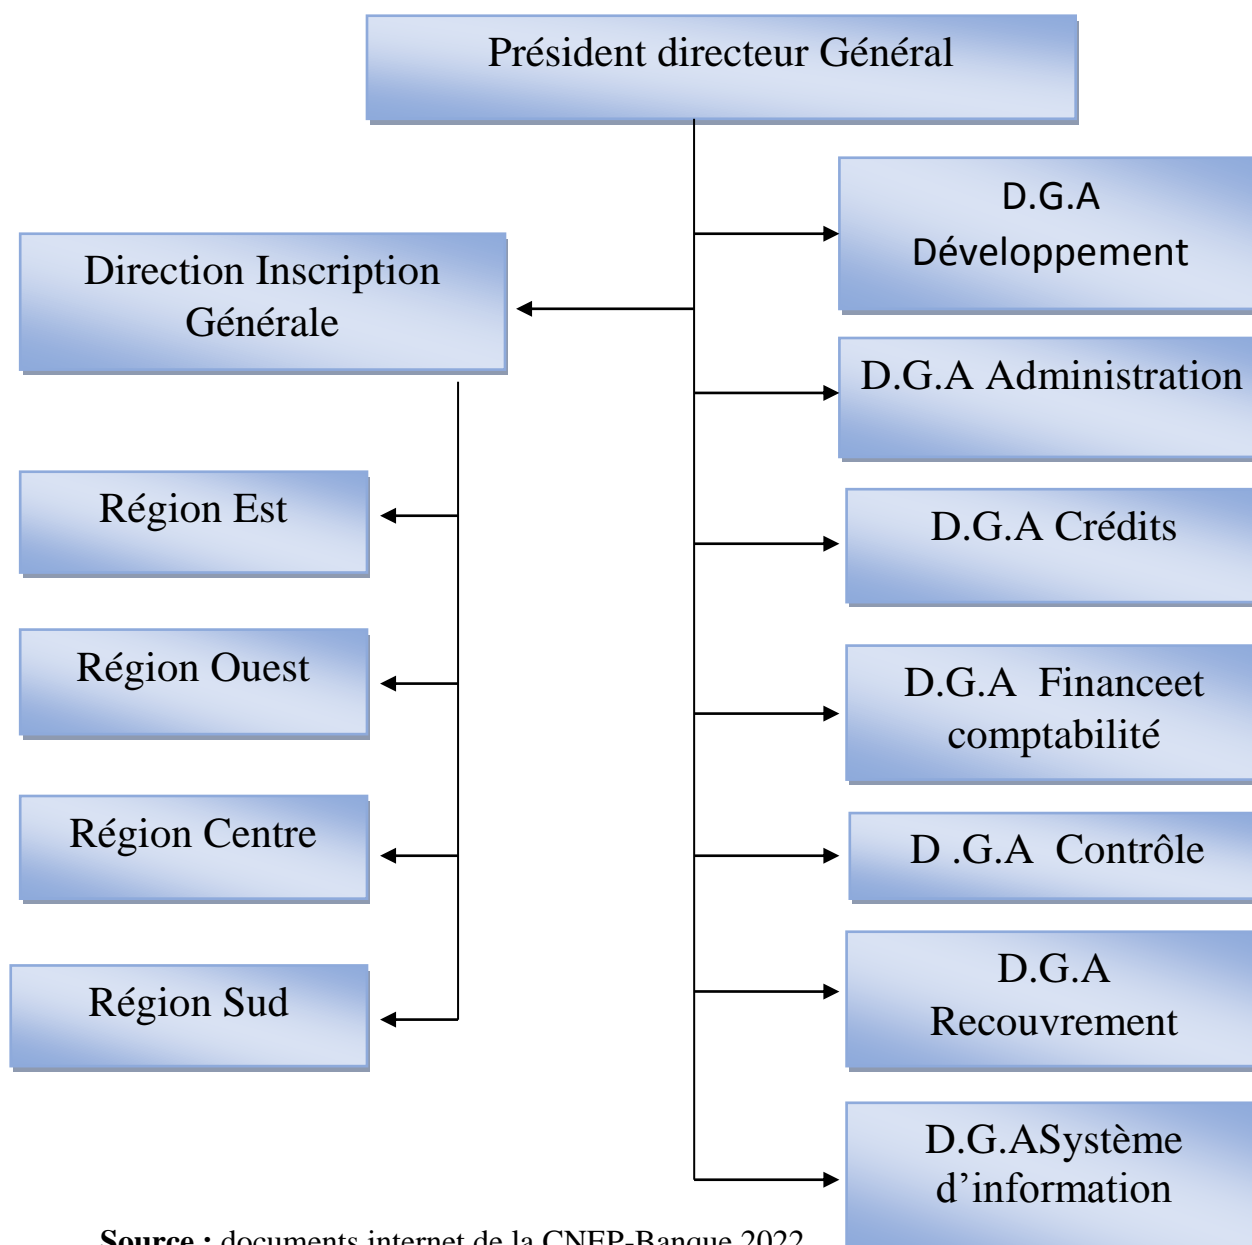 Président directeur Général
D.G.A
Développement
Direction Inscription
Générale
D.G.A Administration
Région Est
D.G.A Crédits
Région Ouest
D.G.A Financeet
comptabilité
Région Centre
D .G.A Contrôle
Région Sud
D.G.A
Recouvrement
D.G.ASystème
d’information
Source : documents internet de la CNEP-Banque 2022